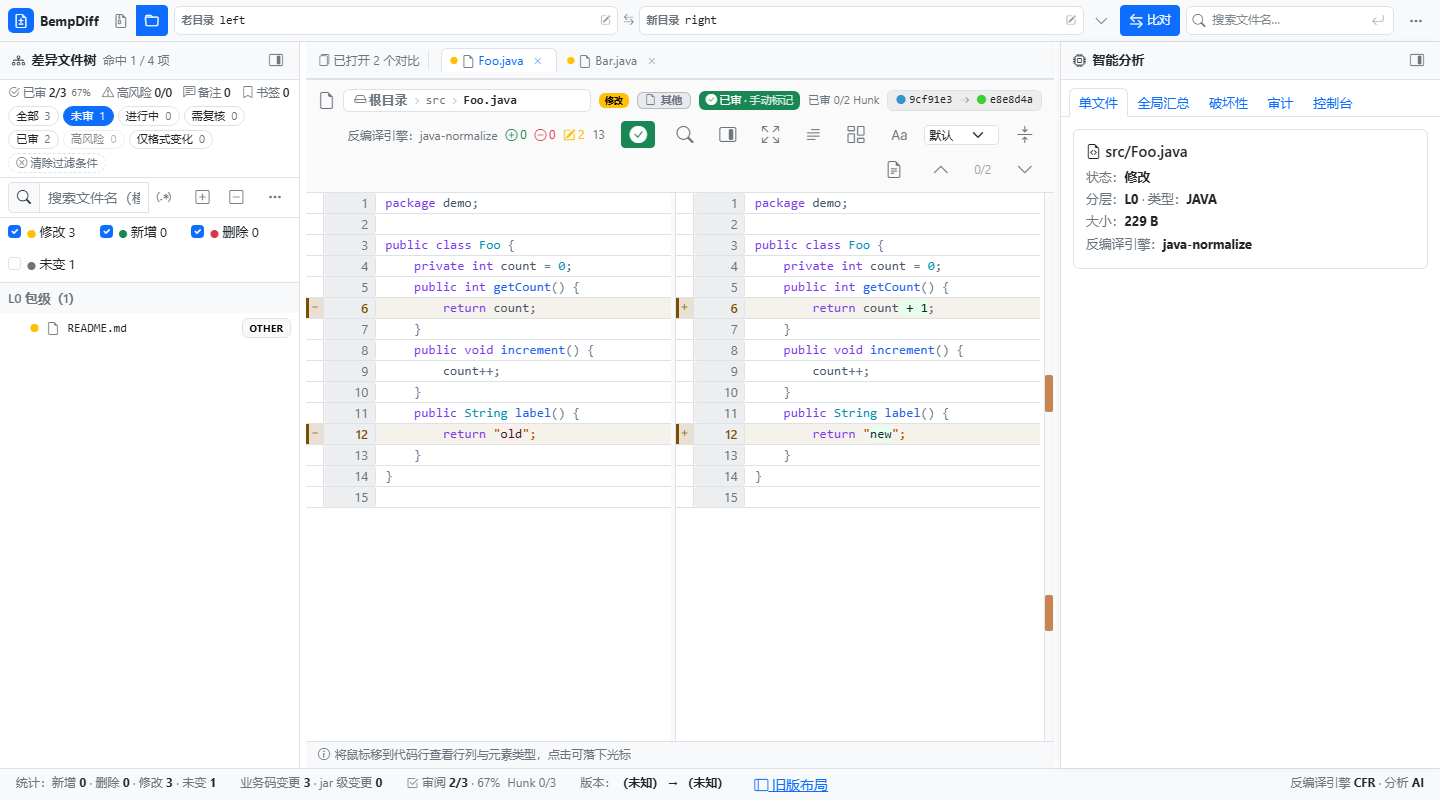 BempDiff
老目录 left
新目录 right
比对
搜索文件名...
差异文件树 命中 1 / 4 项
已审 2/3 67% 高风险 0/0 备注 0 书签 0
全部 3 未审 1 进行中 0 需复核 0
已审 2 高风险 0 仅格式变化 0
清除过滤条件
搜索文件名（ (.*)
修改 3 新增 0 删除 0
未变 1
L0 包级 (1)
README.md OTHER
已打开 2 个对比 Foo.java × Bar.java ×
根目录 › src › Foo.java 修改 其他 已审 · 手动标记 已审 0/2 Hunk 9cf91e3 → e8e8d4a
反编译引擎: java-normalize 0 0 2 13 Aa 默认
0/2
1 package demo;
2
3 public class Foo {
4 private int count = 0;
5 public int getCount() {
− 6 return count;
7 }
8 public void increment() {
9 count++;
10 }
11 public String label() {
− 12 return "old";
13 }
14 }
15
1 package demo;
2
3 public class Foo {
4 private int count = 0;
5 public int getCount() {
+ 6 return count + 1;
7 }
8 public void increment() {
9 count++;
10 }
11 public String label() {
+ 12 return "new";
13 }
14 }
15
将鼠标移到代码行查看行列与元素类型，点击可落下光标
智能分析
单文件 全局汇总 破坏性 审计 控制台
src/Foo.java
状态: 修改
分层: L0 · 类型: JAVA
大小: 229 B
反编译引擎: java-normalize
统计: 新增 0 · 删除 0 · 修改 3 · 未变 1 业务码变更 3 · jar 级变更 0 审阅 2/3 · 67% Hunk 0/3 版本: (未知) → (未知) 旧版布局 反编译引擎 CFR · 分析 AI